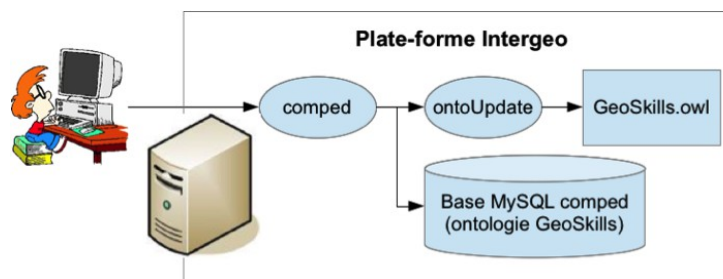 Plate-forme Intergeo
comped
ontoUpdate
GeoSkills.owl
Base MySQL comped
(ontologie GeoSkills)